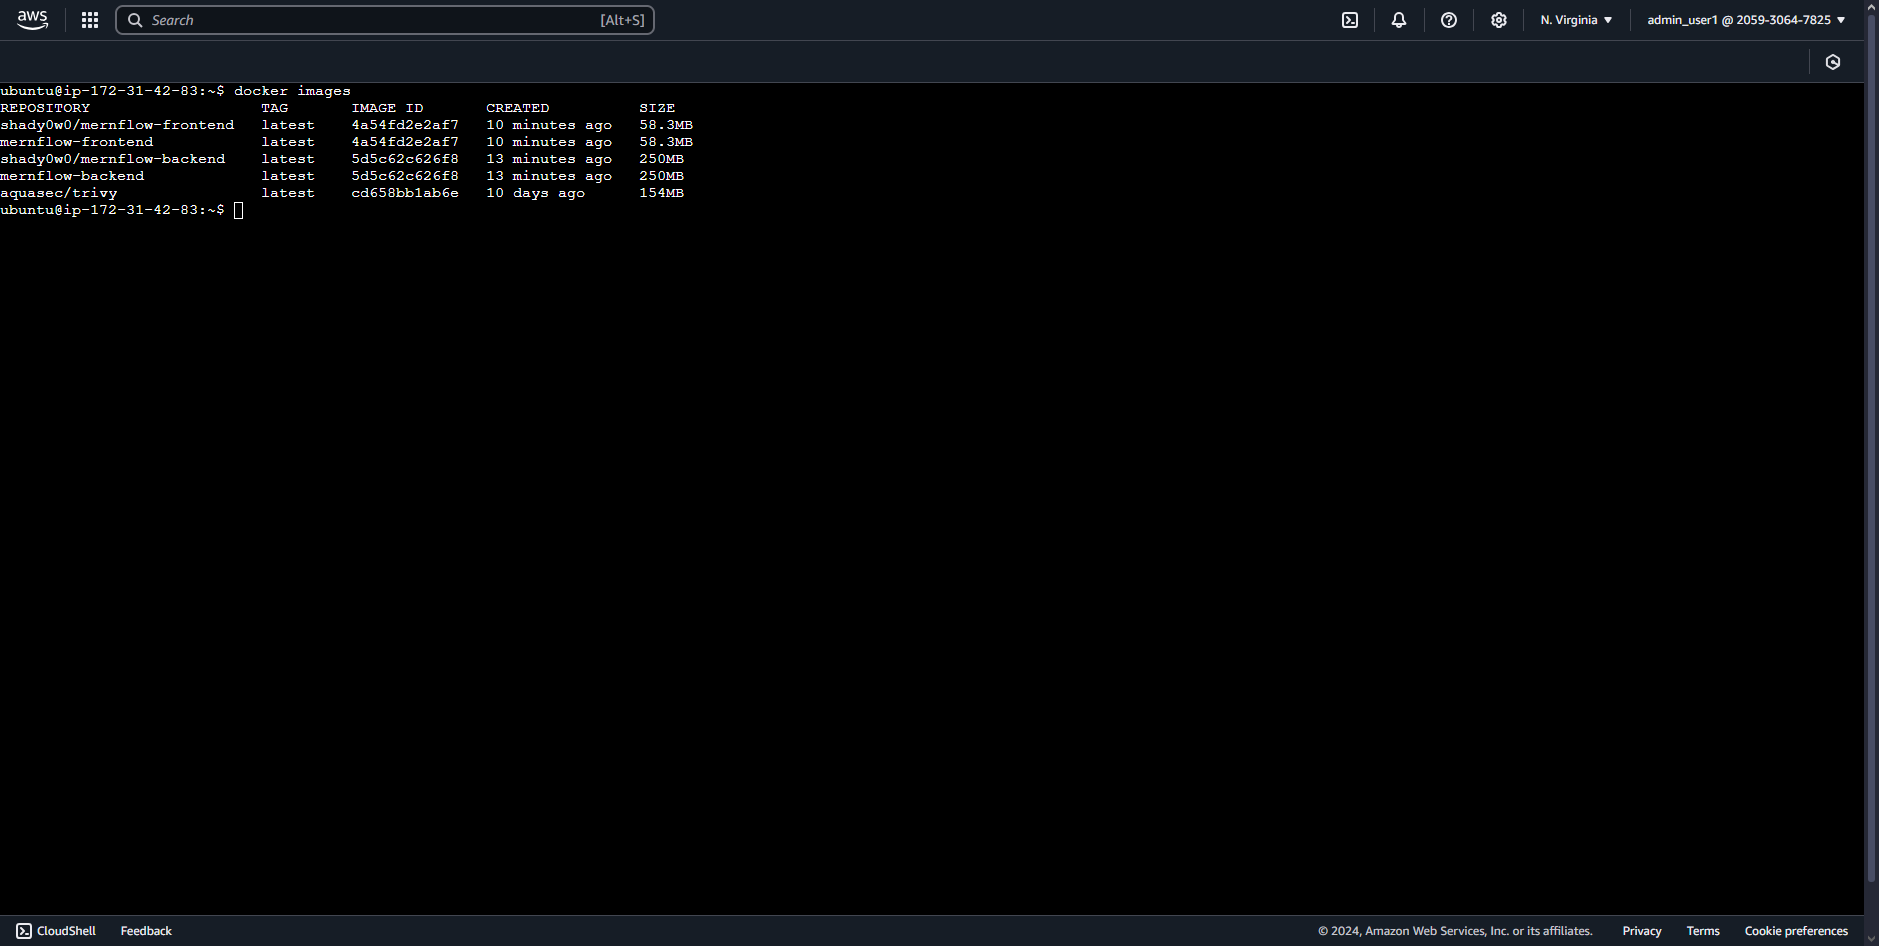 aws Search [Alt+S] N. Virginia ▼ admin_user1 @ 2059-3064-7825 ▼
ubuntu@ip-172-31-42-83:~$ docker images
REPOSITORY TAG IMAGE ID CREATED SIZE
shady0w0/mernflow-frontend latest 4a54fd2e2af7 10 minutes ago 58.3MB
mernflow-frontend latest 4a54fd2e2af7 10 minutes ago 58.3MB
shady0w0/mernflow-backend latest 5d5c62c626f8 13 minutes ago 250MB
mernflow-backend latest 5d5c62c626f8 13 minutes ago 250MB
aquasec/trivy latest cd658bb1ab6e 10 days ago 154MB
ubuntu@ip-172-31-42-83:~$
CloudShell Feedback © 2024, Amazon Web Services, Inc. or its affiliates. Privacy Terms Cookie preferences